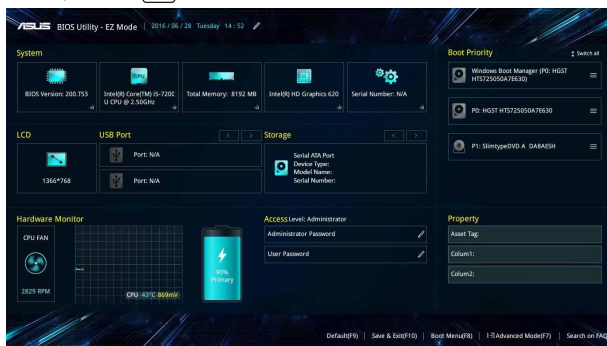 ASUS BIOS Utility - EZ Mode 2016 / 06 / 28 Tuesday 14 : 52
System
BIOS Version: 200.T53
CPU
Intel(R) Core(TM) i5-7200
U CPU @ 2.50GHz
Total Memory: 8192 MB
Intel(R) HD Graphics 620
Serial Number: N/A
Boot Priority
Switch all
Windows Boot Manager (P0: HGST
HTS725050A7E630)
P0: HGST HTS725050A7E630
P1: SlimtypeDVD A DA8AESH
LCD
1366*768
USB Port
< >
Port: N/A
Port: N/A
Storage
< >
Serial ATA Port
Device Type:
Model Name:
Serial Number:
Hardware Monitor
CPU FAN
2829 RPM
CPU 43°C 869mV
90%
Primary
Access Level: Administrator
Administrator Password
User Password
Property
Asset Tag:
Colum1:
Colum2:
Default(F9) | Save & Exit(F10) | Boot Menu(F8) | Advanced Mode(F7) | Search on FAQ